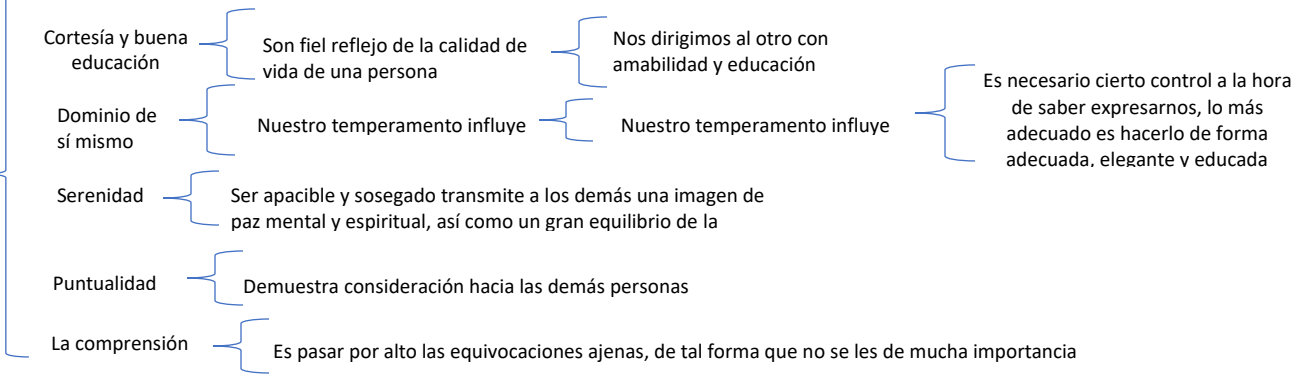 Cortesía y buena
educación
Son fiel reflejo de la calidad de
vida de una persona
Nos dirigimos al otro con
amabilidad y educación
Dominio de
sí mismo
Nuestro temperamento influye
Nuestro temperamento influye
Es necesario cierto control a la hora
de saber expresarnos, lo más
adecuado es hacerlo de forma
adecuada, elegante y educada
Serenidad
Ser apacible y sosegado transmite a los demás una imagen de
paz mental y espiritual, así como un gran equilibrio de la
Puntualidad
Demuestra consideración hacia las demás personas
La comprensión
Es pasar por alto las equivocaciones ajenas, de tal forma que no se les de mucha importancia